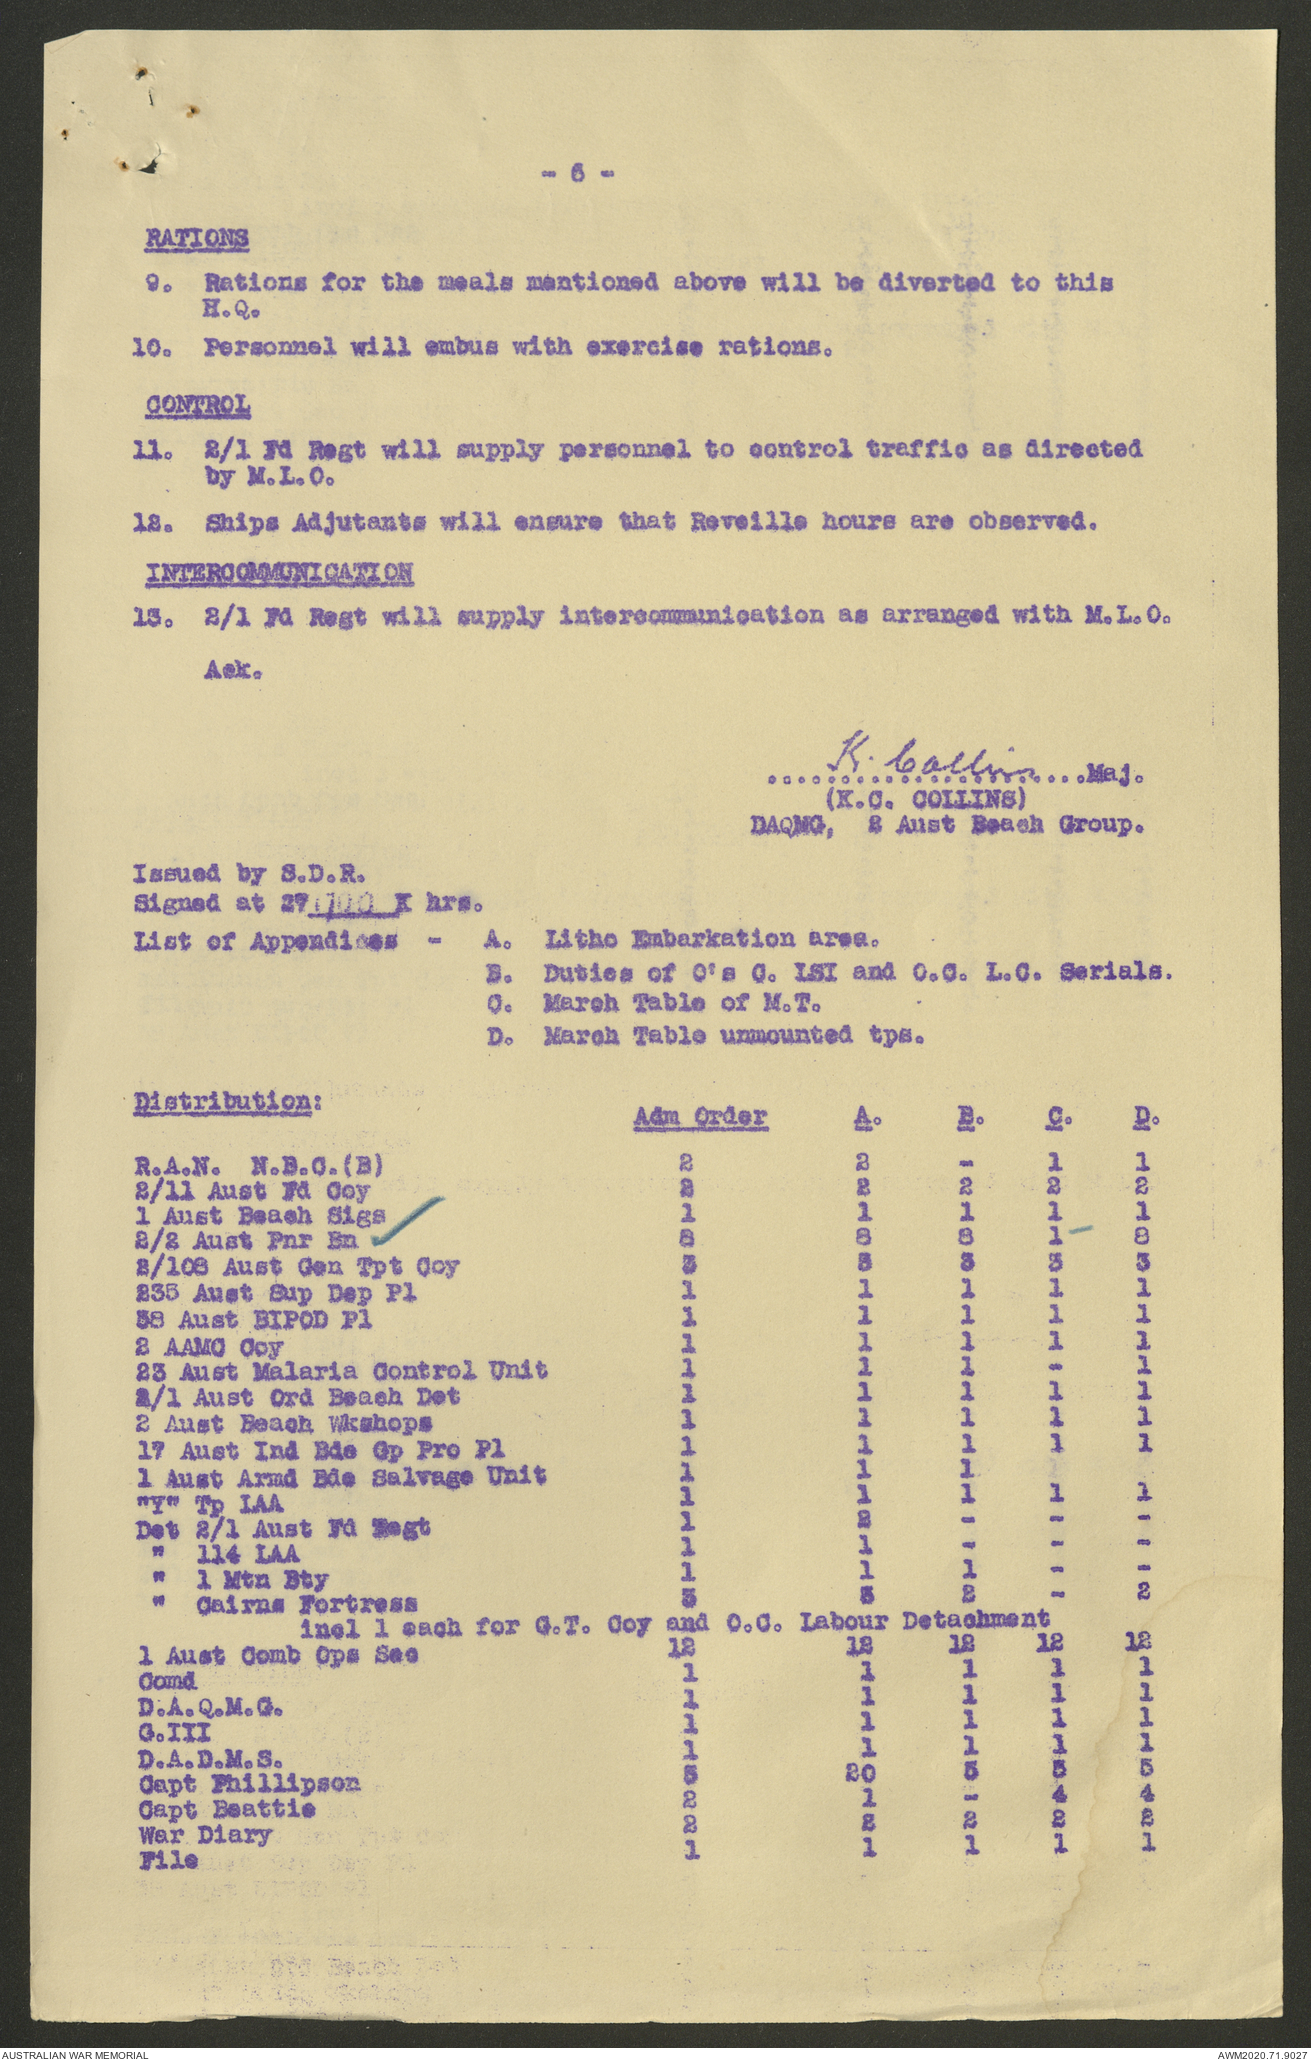 - 6 -
RATIONS
9. Rations for the meals mentioned above will be diverted to this
H.Q.
10. Personnel will embus with exercise rations.
CONTROL
11. 2/1 Fd Regt will supply personnel to control traffic as directed
by M.L.O.
12. Ships Adjutants will ensure that Reveille hours are observed.
INTERCOMMUNICATION
13. 2/1 Fd Regt will supply intercommunication as arranged with M.L.O.
Ack.
K. Collins
......................Maj.
(K.C. COLLINS)
DAQMG, 2 Aust Beach Group.
Issued by S.D.R.
Signed at 27 K hrs.
List of Appendices - A. Litho Embarkation area.
B. Duties of O's C. LSI and O.C. L.C. Serials.
C. March Table of M.T.
D. March Table unmounted tps.
Distribution:
Adm Order A. B. C. D.
R.A.N. N.B.C.(B) 2 2 - 1 1
2/11 Aust Fd Coy 2 2 2 2 2
1 Aust Beach Sigs 1 1 1 1 1
2/2 Aust Pnr Bn 8 8 8 1 8
2/108 Aust Gen Tpt Coy 3 3 3 3 3
235 Aust Sup Dep Pl 1 1 1 1 1
38 Aust BIPOD Pl 1 1 1 1 1
2 AAMC Coy 1 1 1 1 1
23 Aust Malaria Control Unit 1 1 1 - 1
2/1 Aust Ord Beach Det 1 1 1 1 1
2 Aust Beach Wkshops 1 1 1 1 1
17 Aust Ind Bde Gp Pro Pl 1 1 1 1 1
1 Aust Armd Bde Salvage Unit 1 1 1
"Y" Tp LAA 1 1 1 1 1
Det 2/1 Aust Fd Regt 1 2 - - -
" 114 LAA 1 1 - - -
" 1 Mtn Bty 1 1 1 - -
" Cairns Fortress 3 3 2 - 2
incl 1 each for G.T. Coy and O.C. Labour Detachment
1 Aust Comb Ops Sec 12 12 12 12 12
Comd 1 1 1 1 1
D.A.Q.M.G. 1 1 1 1 1
G.III 1 1 1 1 1
D.A.D.M.S. 1 1 1 1 1
Capt Phillipson 5 20 5 5 5
Capt Beattie 2 1 - 4 4
War Diary 2 2 2 2 2
File 1 1 1 1 1
AUSTRALIAN WAR MEMORIAL
AWM2020.71.9027